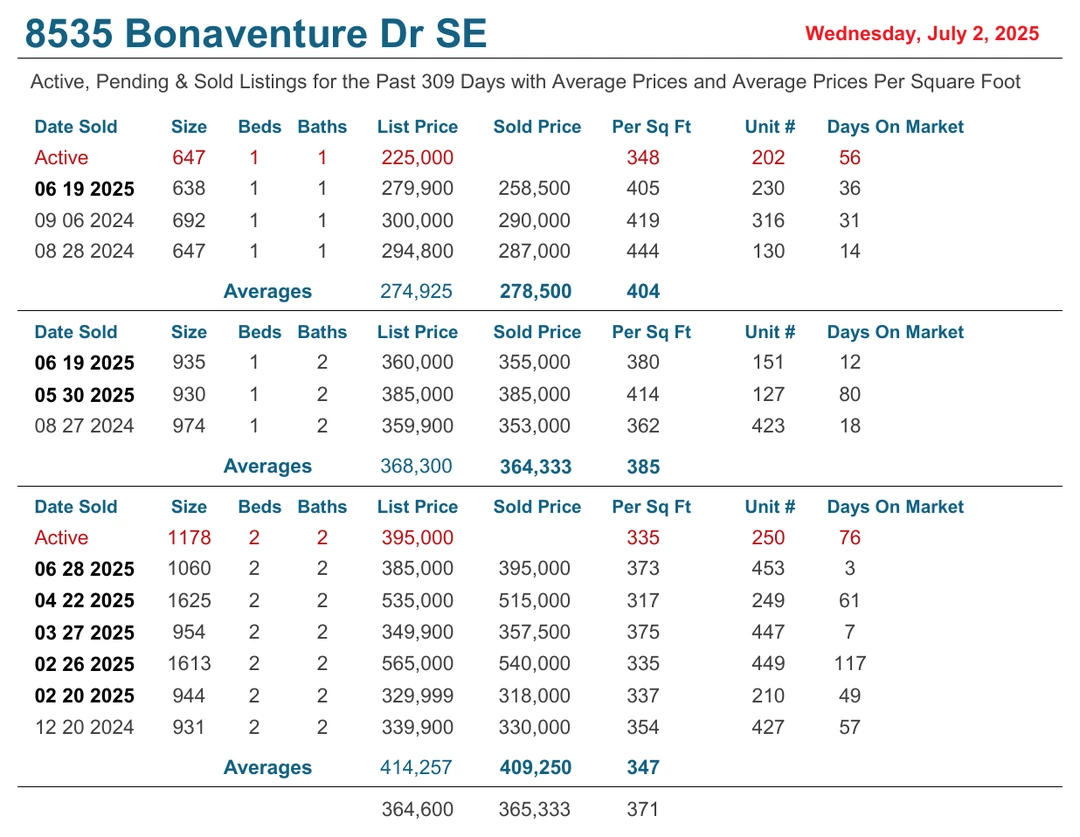 8535 Bonaventure Dr SE Wednesday, July 2, 2025
Active, Pending & Sold Listings for the Past 309 Days with Average Prices and Average Prices Per Square Foot
Date Sold Size Beds Baths List Price Sold Price Per Sq Ft Unit # Days On Market
Active 647 1 1 225,000 348 202 56
06 19 2025 638 1 1 279,900 258,500 405 230 36
09 06 2024 692 1 1 300,000 290,000 419 316 31
08 28 2024 647 1 1 294,800 287,000 444 130 14
Averages 274,925 278,500 404
Date Sold Size Beds Baths List Price Sold Price Per Sq Ft Unit # Days On Market
06 19 2025 935 1 2 360,000 355,000 380 151 12
05 30 2025 930 1 2 385,000 385,000 414 127 80
08 27 2024 974 1 2 359,900 353,000 362 423 18
Averages 368,300 364,333 385
Date Sold Size Beds Baths List Price Sold Price Per Sq Ft Unit # Days On Market
Active 1178 2 2 395,000 335 250 76
06 28 2025 1060 2 2 385,000 395,000 373 453 3
04 22 2025 1625 2 2 535,000 515,000 317 249 61
03 27 2025 954 2 2 349,900 357,500 375 447 7
02 26 2025 1613 2 2 565,000 540,000 335 449 117
02 20 2025 944 2 2 329,999 318,000 337 210 49
12 20 2024 931 2 2 339,900 330,000 354 427 57
Averages 414,257 409,250 347
364,600 365,333 371